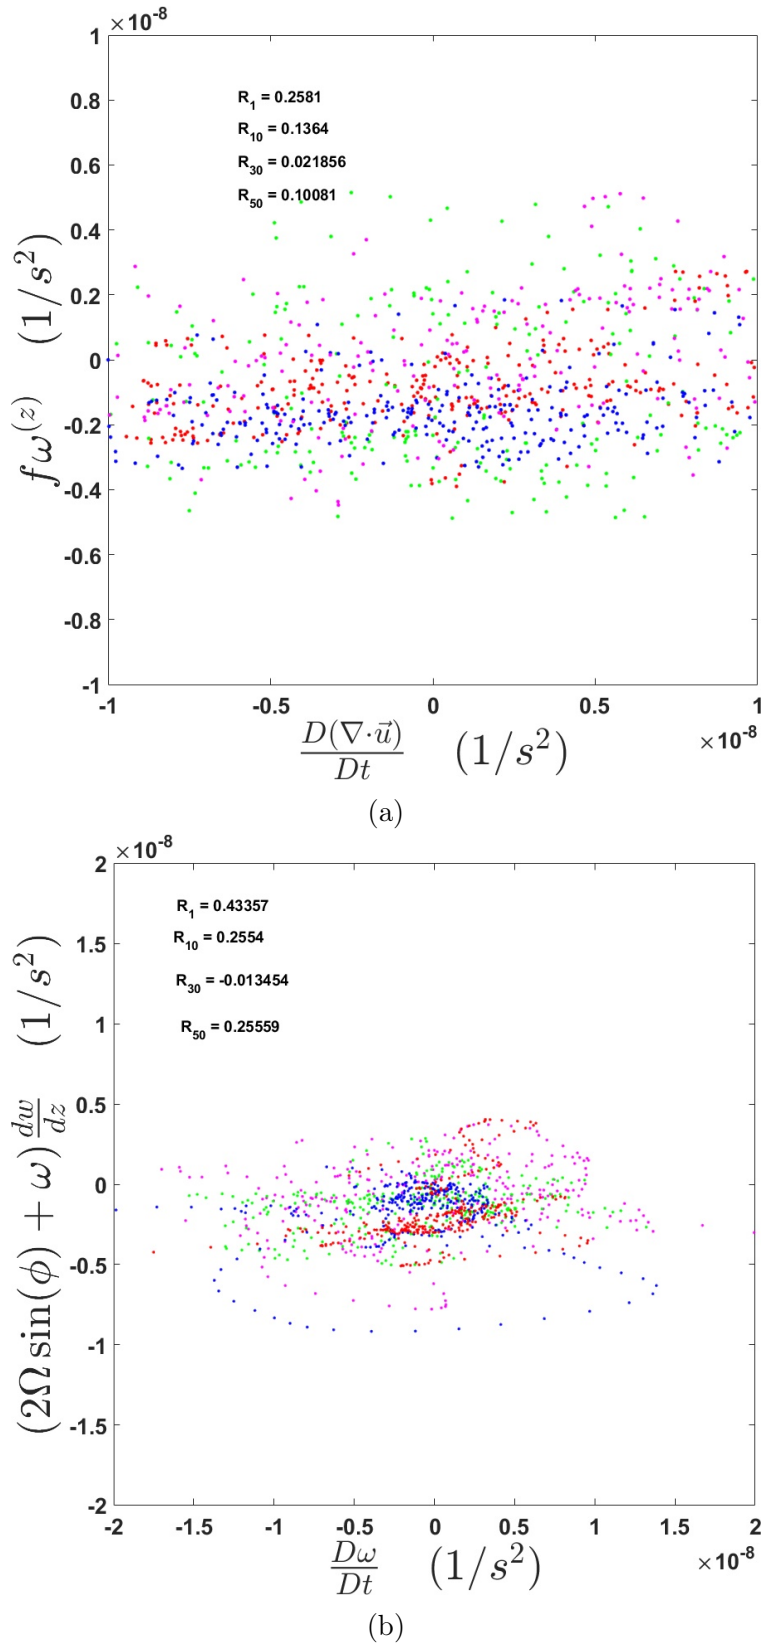 ×10⁻⁸
1
0.8
0.6
0.4
0.2
0
-0.2
-0.4
-0.6
-0.8
-1
R₁ = 0.2581
R₁₀ = 0.1364
R₃₀ = 0.021856
R₅₀ = 0.10081
fω⁽ᶻ⁾ (1/s²)
-1 -0.5 0 0.5 1
×10⁻⁸
D(∇·u⃗)/Dt (1/s²)
(a)
×10⁻⁸
2
1.5
1
0.5
0
-0.5
-1
-1.5
-2
R₁ = 0.43357
R₁₀ = 0.2554
R₃₀ = -0.013454
R₅₀ = 0.25559
(2Ω sin(ϕ) + ω) dw/dz (1/s²)
-2 -1.5 -1 -0.5 0 0.5 1 1.5 2
×10⁻⁸
Dω/Dt (1/s²)
(b)